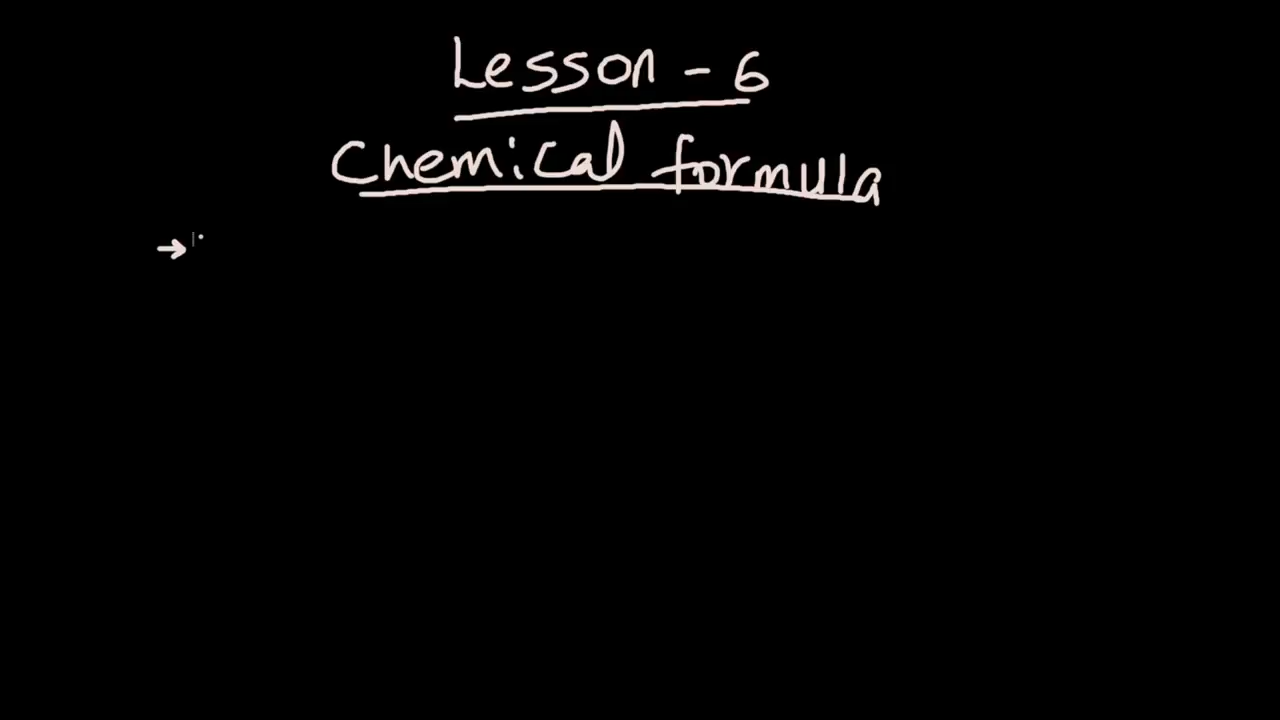 Lesson - 6
Chemical formula
→